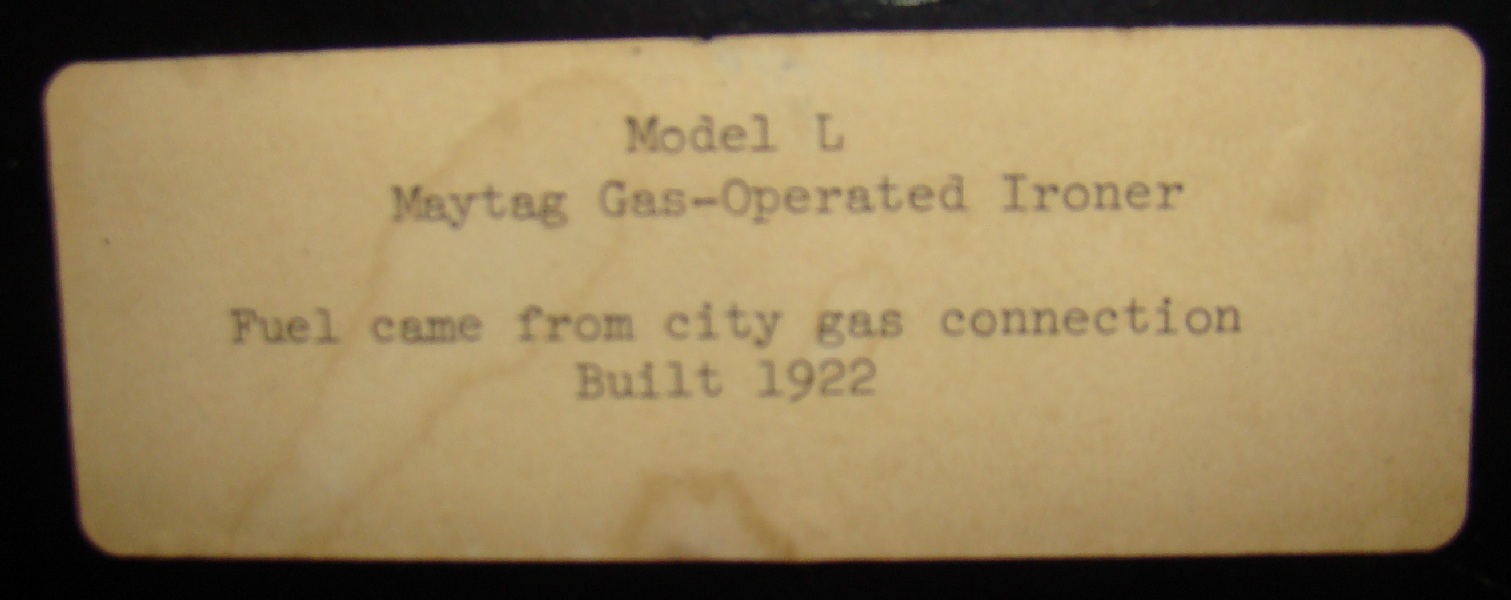 Model L
Maytag Gas-Operated Ironer
Fuel came from city gas connection
Built 1922